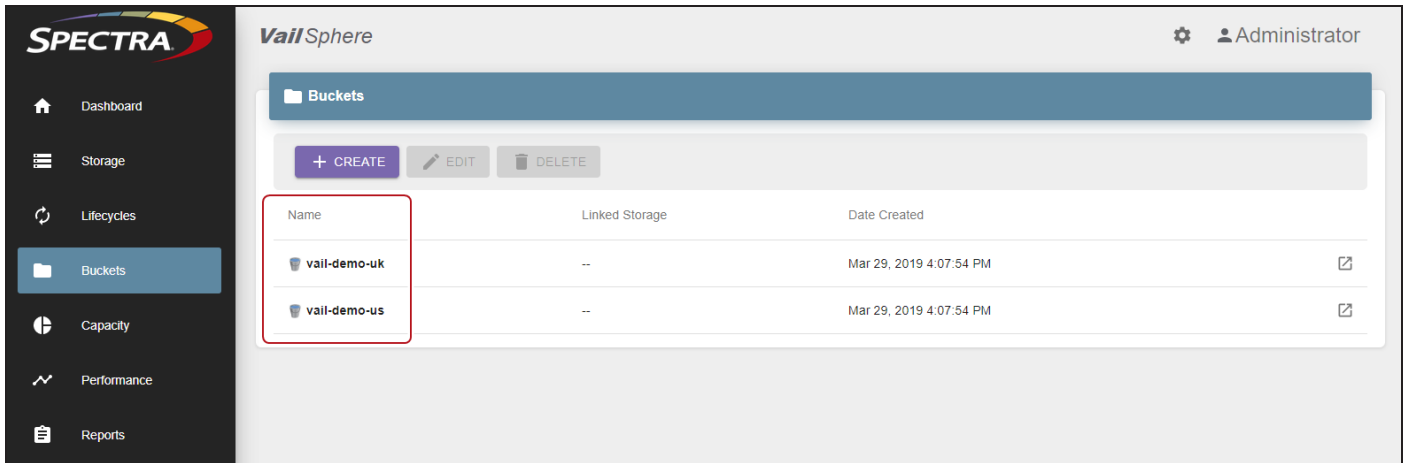 SPECTRA
VailSphere
Administrator
Dashboard
Storage
Lifecycles
Buckets
Capacity
Performance
Reports
Buckets
+ CREATE EDIT DELETE
Name Linked Storage Date Created
vail-demo-uk -- Mar 29, 2019 4:07:54 PM
vail-demo-us -- Mar 29, 2019 4:07:54 PM